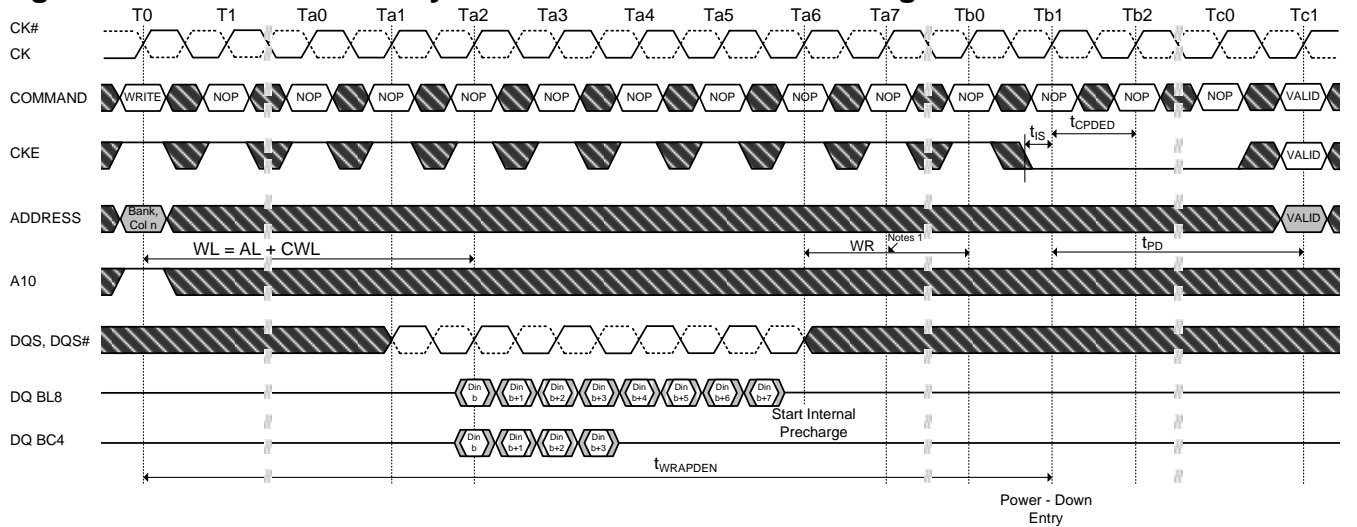 T0 T1 Ta0 Ta1 Ta2 Ta3 Ta4 Ta5 Ta6 Ta7 Tb0 Tb1 Tb2 Tc0 Tc1
CK#
CK
COMMAND WRITE NOP NOP NOP NOP NOP NOP NOP NOP NOP NOP NOP NOP NOP VALID
tIS tCPDED
CKE VALID
ADDRESS Bank, Col n VALID
WL = AL + CWL WR Notes 1 tPD
A10
DQS, DQS#
DQ BL8 Din b Din b+1 Din b+2 Din b+3 Din b+4 Din b+5 Din b+6 Din b+7
Start Internal
Precharge
DQ BC4 Din b Din b+1 Din b+2 Din b+3
tWRAPDEN
Power - Down
Entry